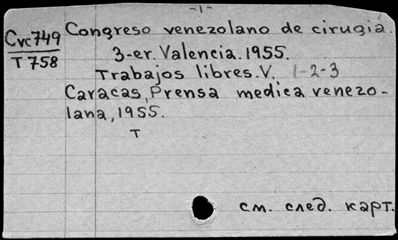 -1-
Cvc749
T758
Congreso venezolano de cirugia.
3-er. Valencia. 1955.
Trabajos libres. V. 1-2-3
Caracas, Prensa medica venezo-
lana, 1955.
T
см. след. карт.